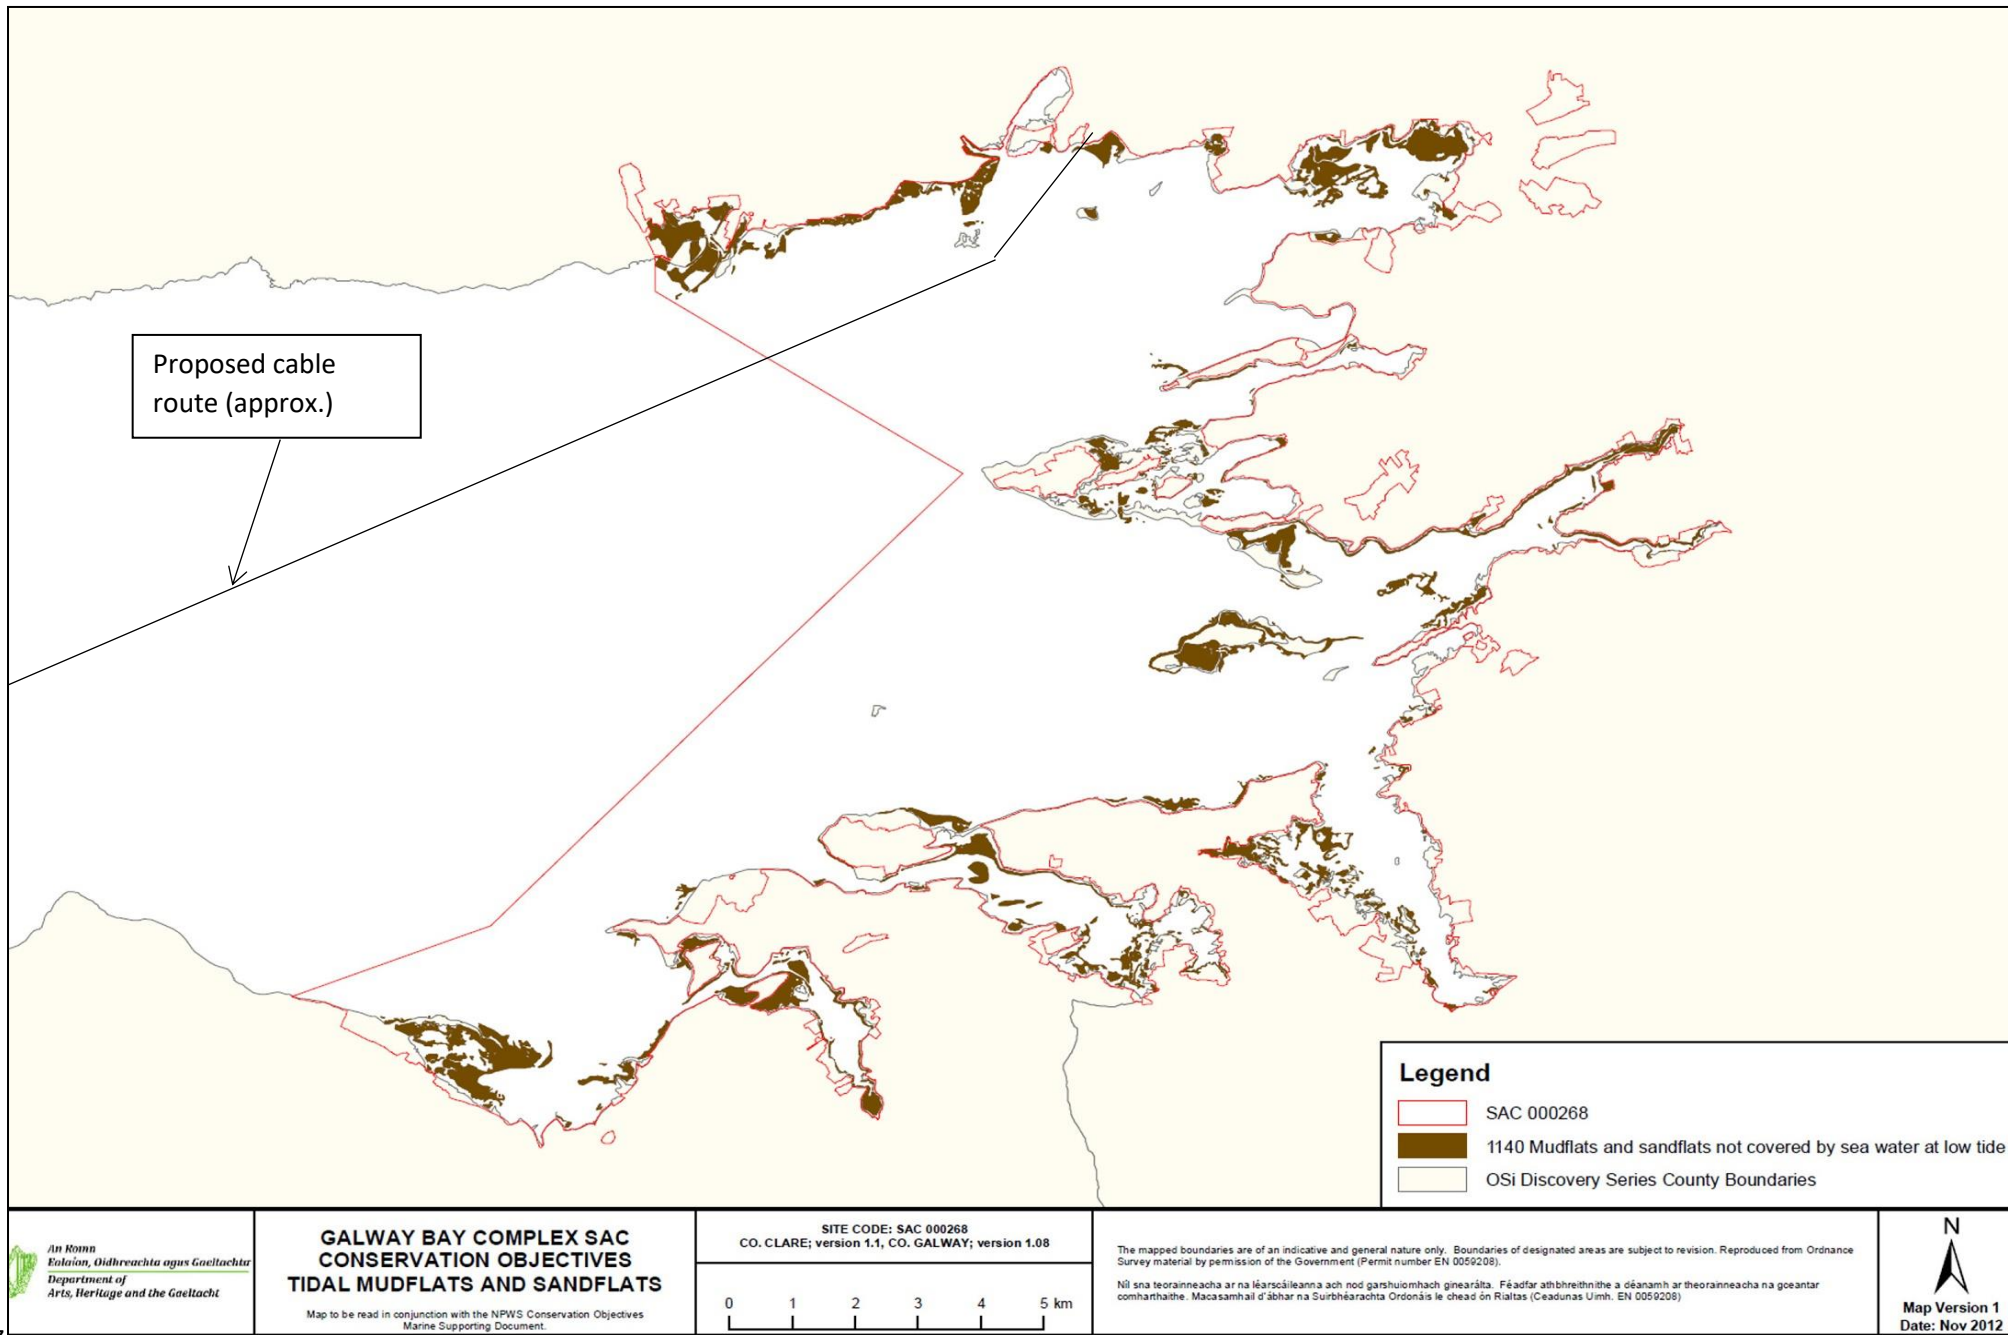 Proposed cable
route (approx.)
Legend
SAC 000268
1140 Mudflats and sandflats not covered by sea water at low tide
OSi Discovery Series County Boundaries
An Roinn
Ealaíon, Oidhreachta agus Gaeltachta
Department of
Arts, Heritage and the Gaeltacht
GALWAY BAY COMPLEX SAC
CONSERVATION OBJECTIVES
TIDAL MUDFLATS AND SANDFLATS
Map to be read in conjunction with the NPWS Conservation Objectives
Marine Supporting Document.
SITE CODE: SAC 000268
CO. CLARE; version 1.1, CO. GALWAY; version 1.08
0 1 2 3 4 5 km
The mapped boundaries are of an indicative and general nature only. Boundaries of designated areas are subject to revision. Reproduced from Ordnance
Survey material by permission of the Government (Permit number EN 0059208).
Níl sna teorainneacha ar na léarscáileanna ach nod garshuiomhach ginearálta. Féadfar athbhreithnithe a déanamh ar theorainneacha na gceantar
comharthaithe. Macasamhail d'ábhar na Suirbhéarachta Ordonáis le chead ón Rialtas (Ceadunas Uimh. EN 0059208)
N
Map Version 1
Date: Nov 2012